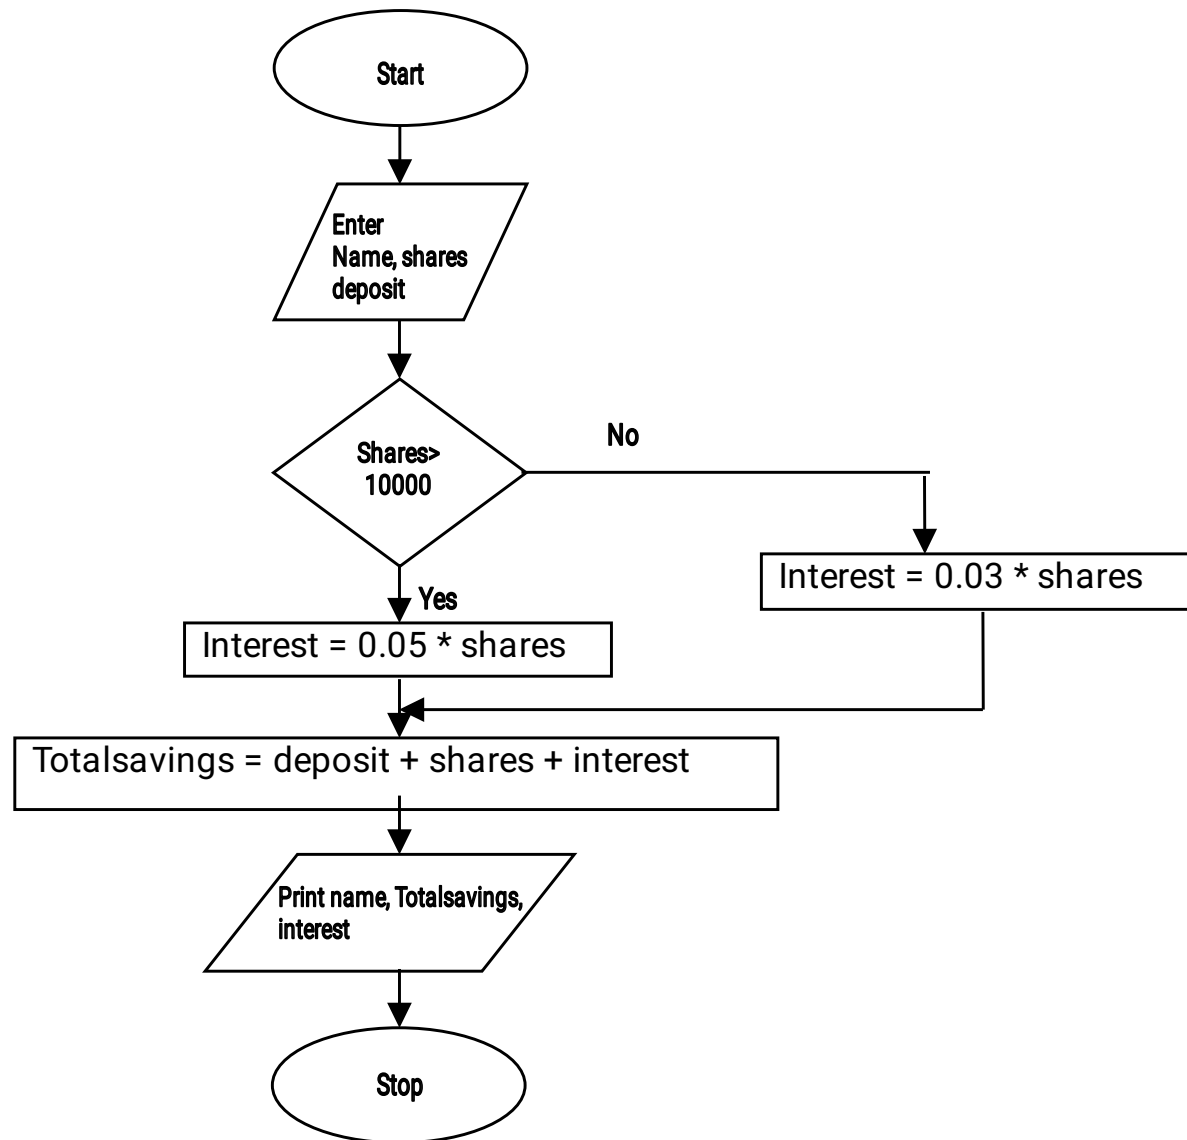 Start
Enter
Name, shares
deposit
Shares>
10000
No
Yes
Interest = 0.03 * shares
Interest = 0.05 * shares
Totalsavings = deposit + shares + interest
Print name, Totalsavings,
interest
Stop